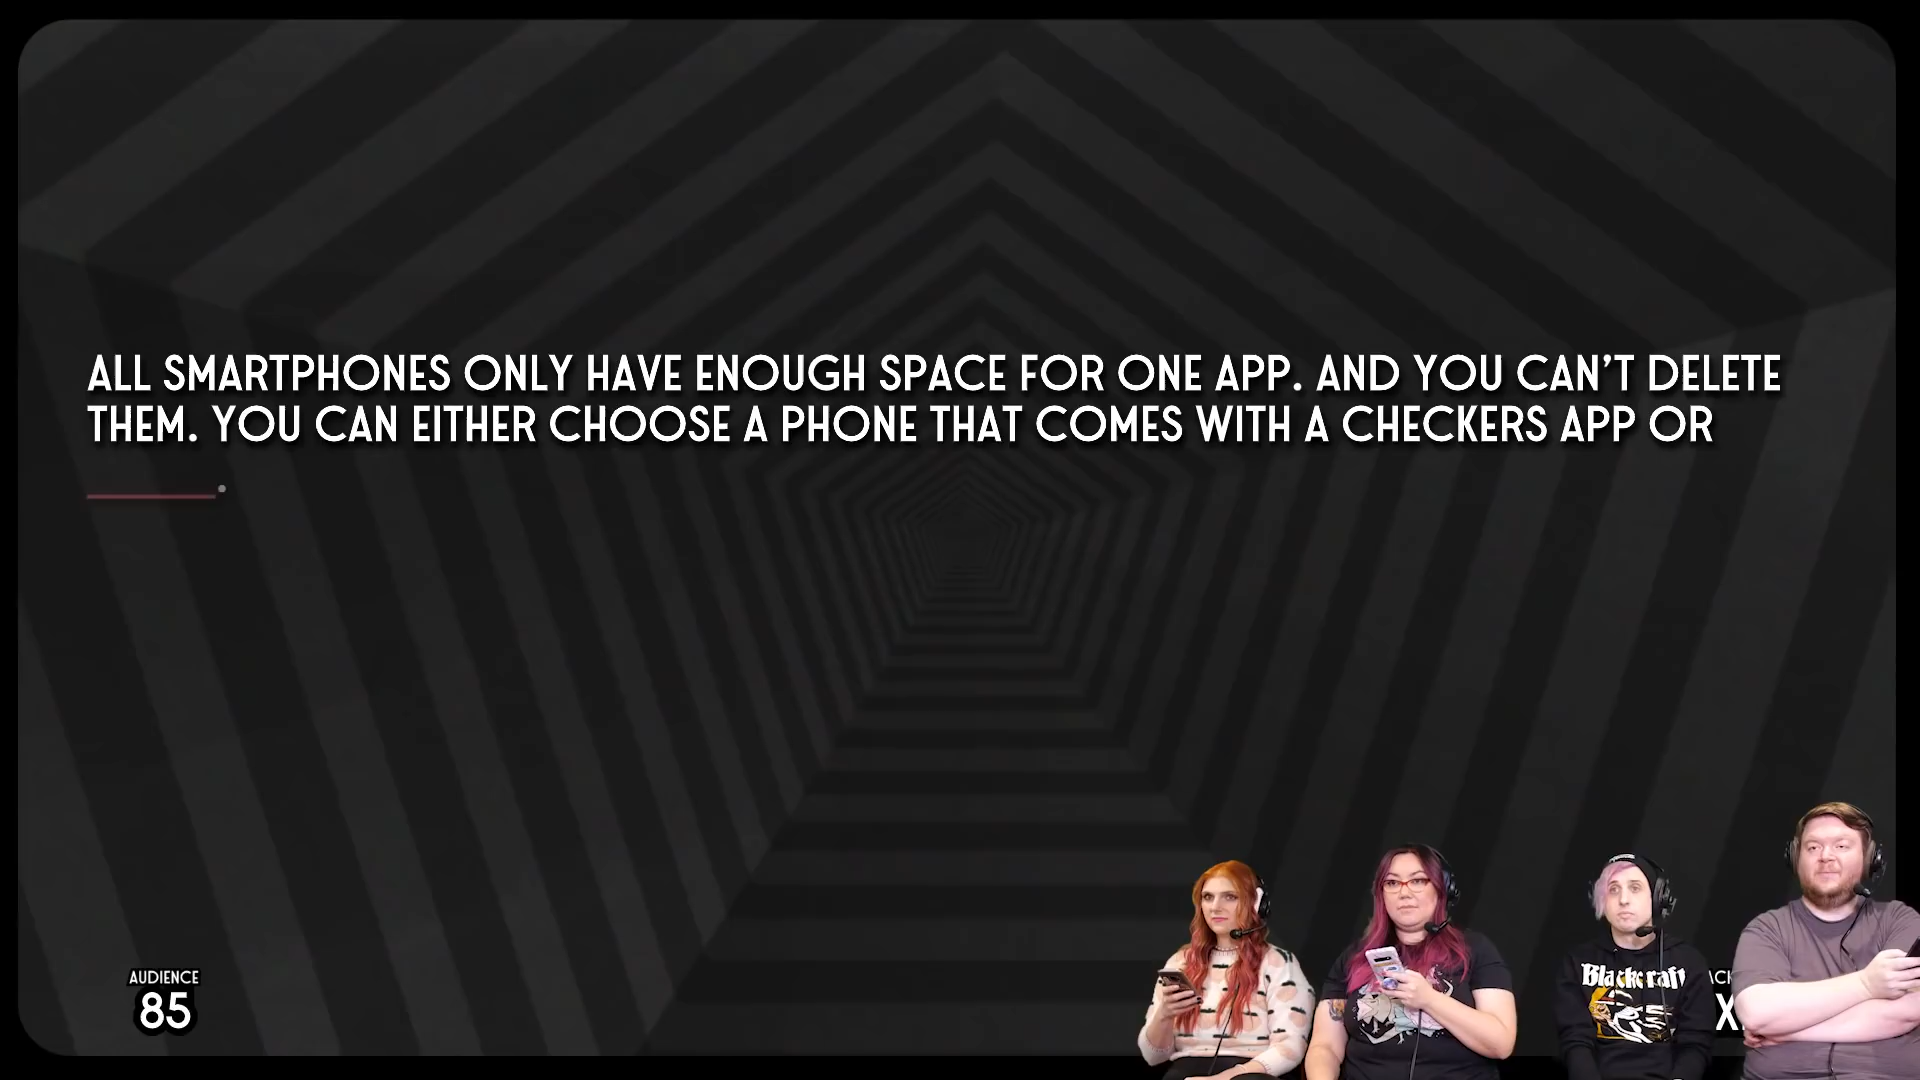 ALL SMARTPHONES ONLY HAVE ENOUGH SPACE FOR ONE APP. AND YOU CAN'T DELETE
THEM. YOU CAN EITHER CHOOSE A PHONE THAT COMES WITH A CHECKERS APP OR
AUDIENCE
85
Blackcraft